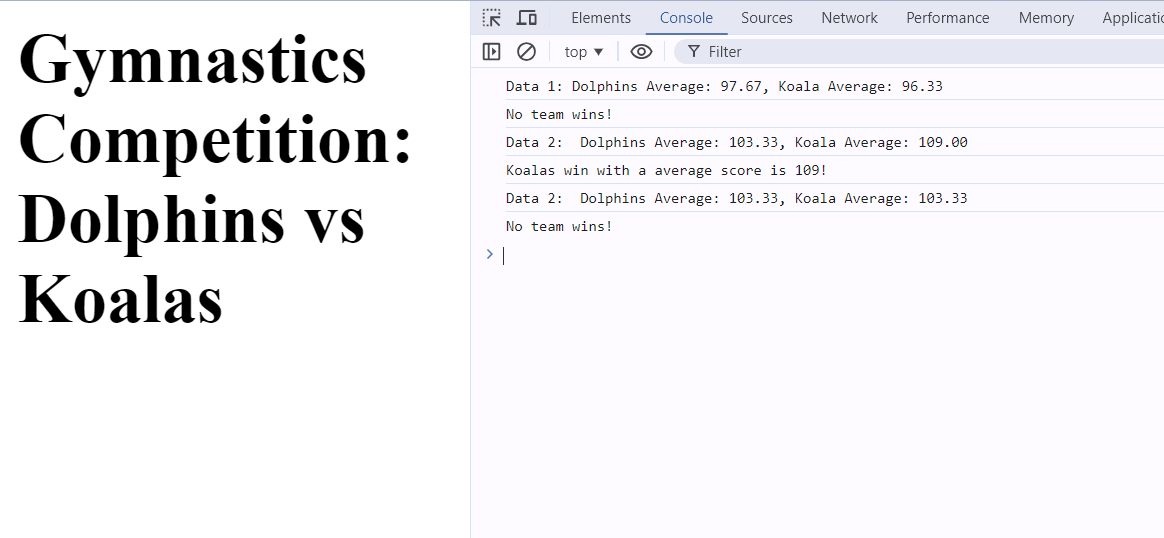 Gymnastics
Competition:
Dolphins vs
Koalas
Elements Console Sources Network Performance Memory Applicatio
top Filter
Data 1: Dolphins Average: 97.67, Koala Average: 96.33
No team wins!
Data 2:  Dolphins Average: 103.33, Koala Average: 109.00
Koalas win with a average score is 109!
Data 2:  Dolphins Average: 103.33, Koala Average: 103.33
No team wins!